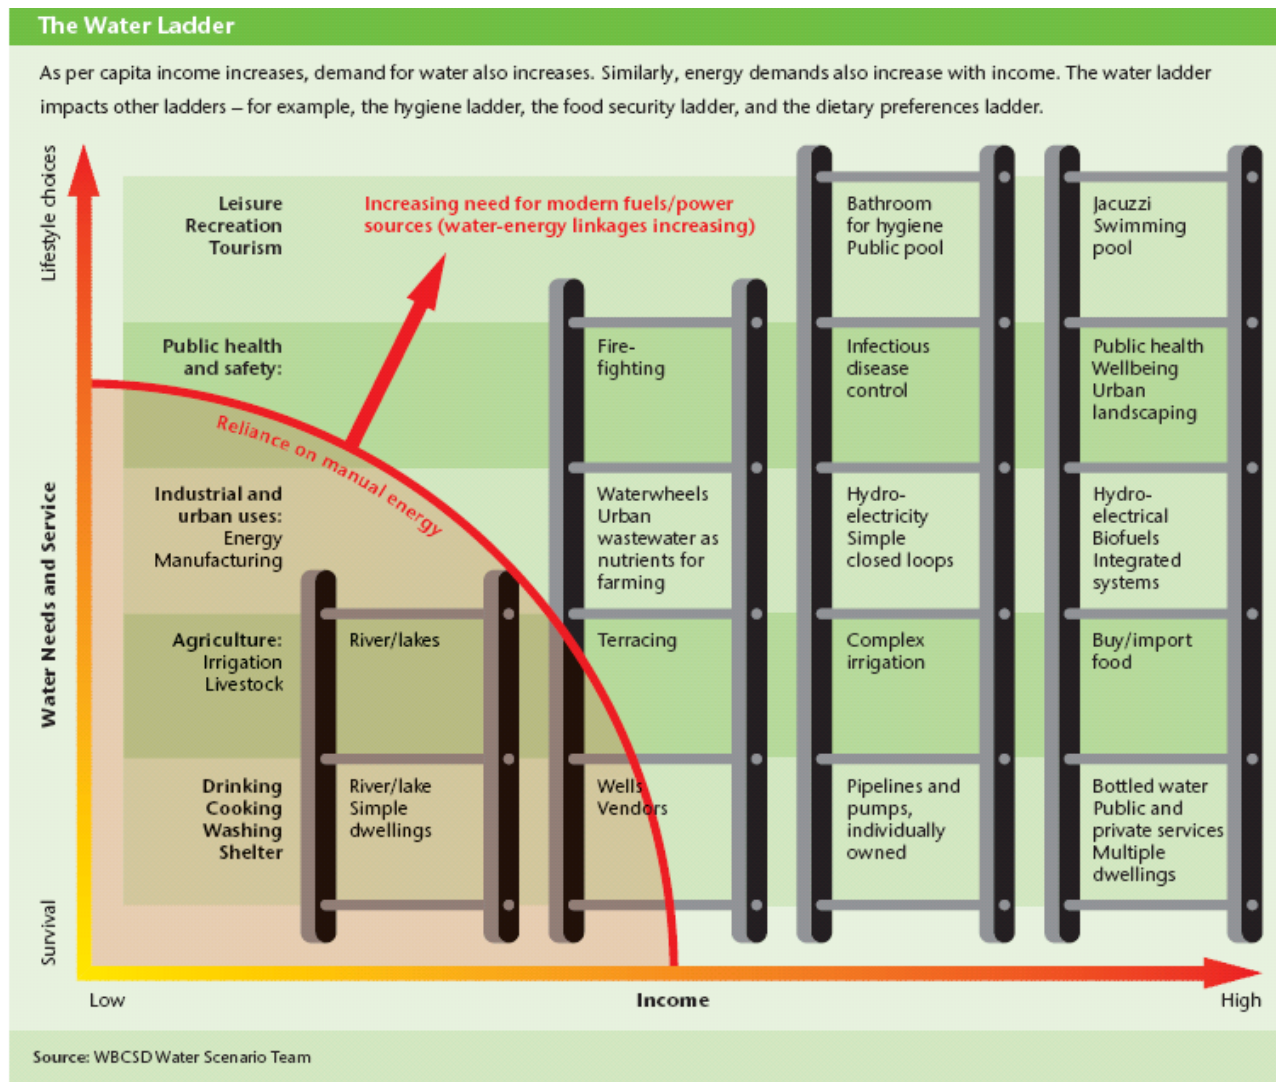 The Water Ladder
As per capita income increases, demand for water also increases. Similarly, energy demands also increase with income. The water ladder
impacts other ladders – for example, the hygiene ladder, the food security ladder, and the dietary preferences ladder.
Lifestyle choices
Water Needs and Service
Survival
Leisure
Recreation
Tourism
Increasing need for modern fuels/power
sources (water-energy linkages increasing)
Bathroom
for hygiene
Public pool
Jacuzzi
Swimming
pool
Public health
and safety:
Reliance on manual energy
Fire-
fighting
Infectious
disease
control
Public health
Wellbeing
Urban
landscaping
Industrial and
urban uses:
Energy
Manufacturing
Waterwheels
Urban
wastewater as
nutrients for
farming
Hydro-
electricity
Simple
closed loops
Hydro-
electrical
Biofuels
Integrated
systems
Agriculture:
Irrigation
Livestock
River/lakes
Terracing
Complex
irrigation
Buy/import
food
Drinking
Cooking
Washing
Shelter
River/lake
Simple
dwellings
Wells
Vendors
Pipelines and
pumps,
individually
owned
Bottled water
Public and
private services
Multiple
dwellings
Low
Income
High
Source: WBCSD Water Scenario Team